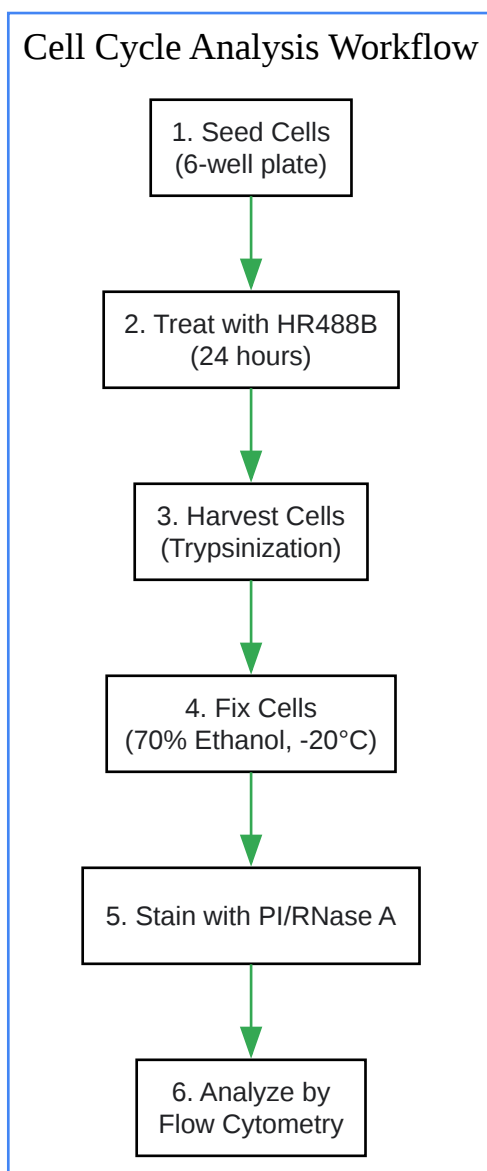 Cell Cycle Analysis Workflow
1. Seed Cells
(6-well plate)
2. Treat with HR488B
(24 hours)
3. Harvest Cells
(Trypsinization)
4. Fix Cells
(70% Ethanol, -20°C)
5. Stain with PI/RNase A
6. Analyze by
Flow Cytometry